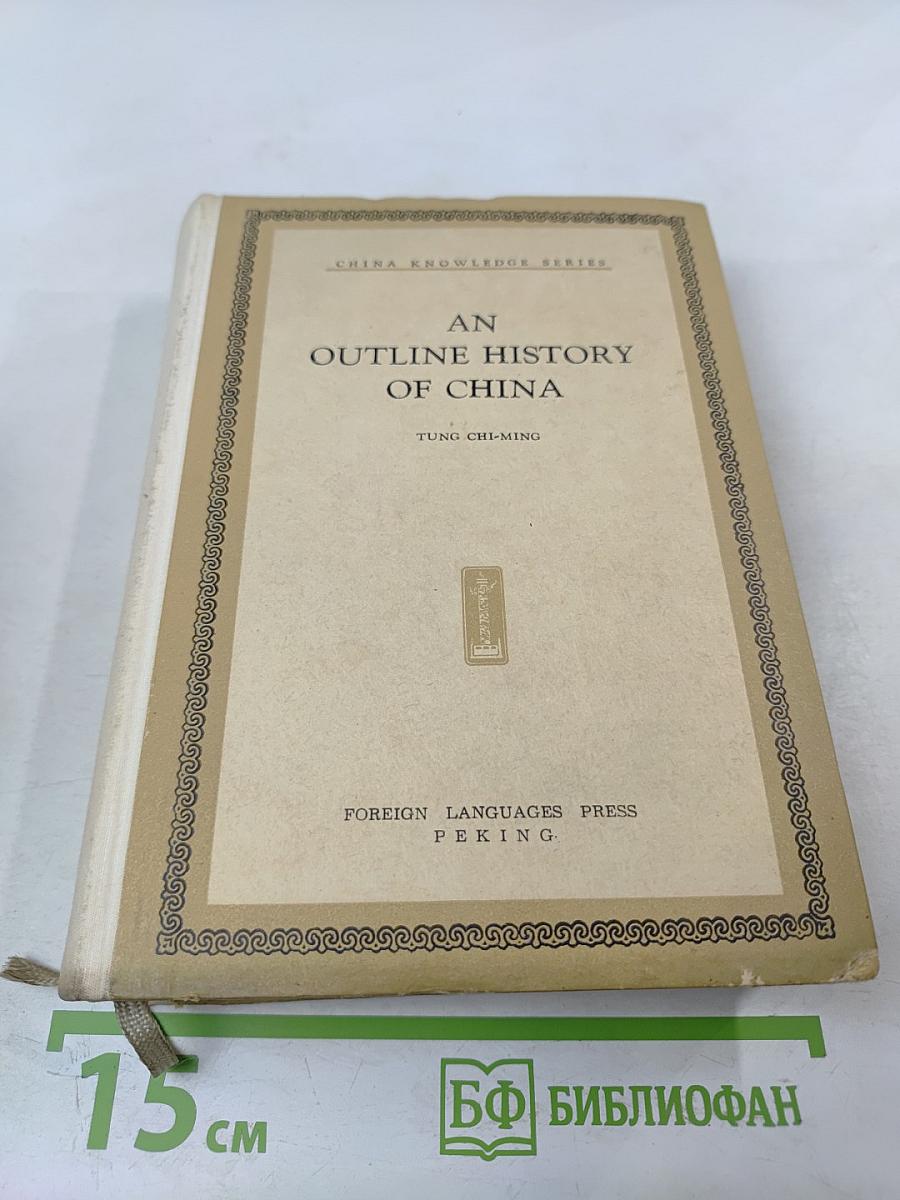 CHINA KNOWLEDGE SERIES
AN
OUTLINE HISTORY
OF CHINA
TUNG CHI-MING
FOREIGN LANGUAGES PRESS
PEKING
15 см
БФ БИБЛИОФАН